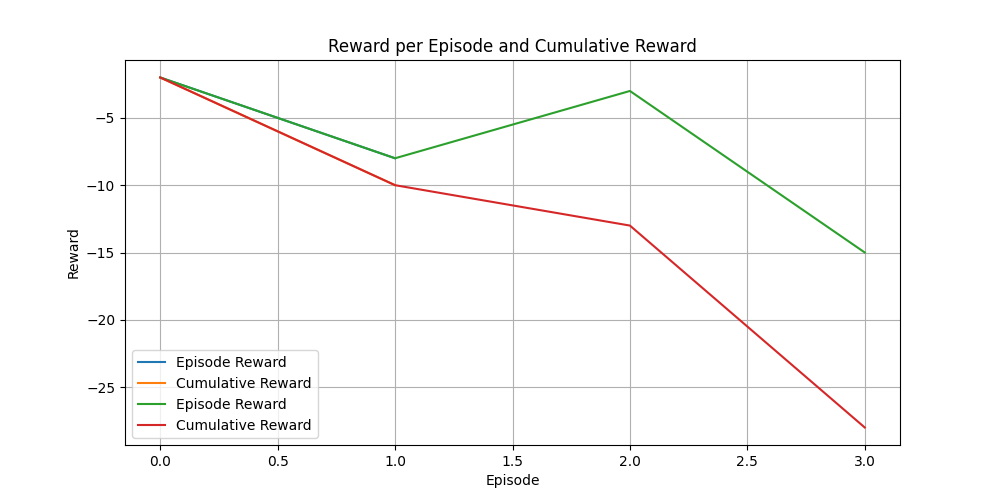 Reward per Episode and Cumulative Reward
Reward
−5
−10
−15
−20
−25
Episode Reward
Cumulative Reward
Episode Reward
Cumulative Reward
0.0 0.5 1.0 1.5 2.0 2.5 3.0
Episode